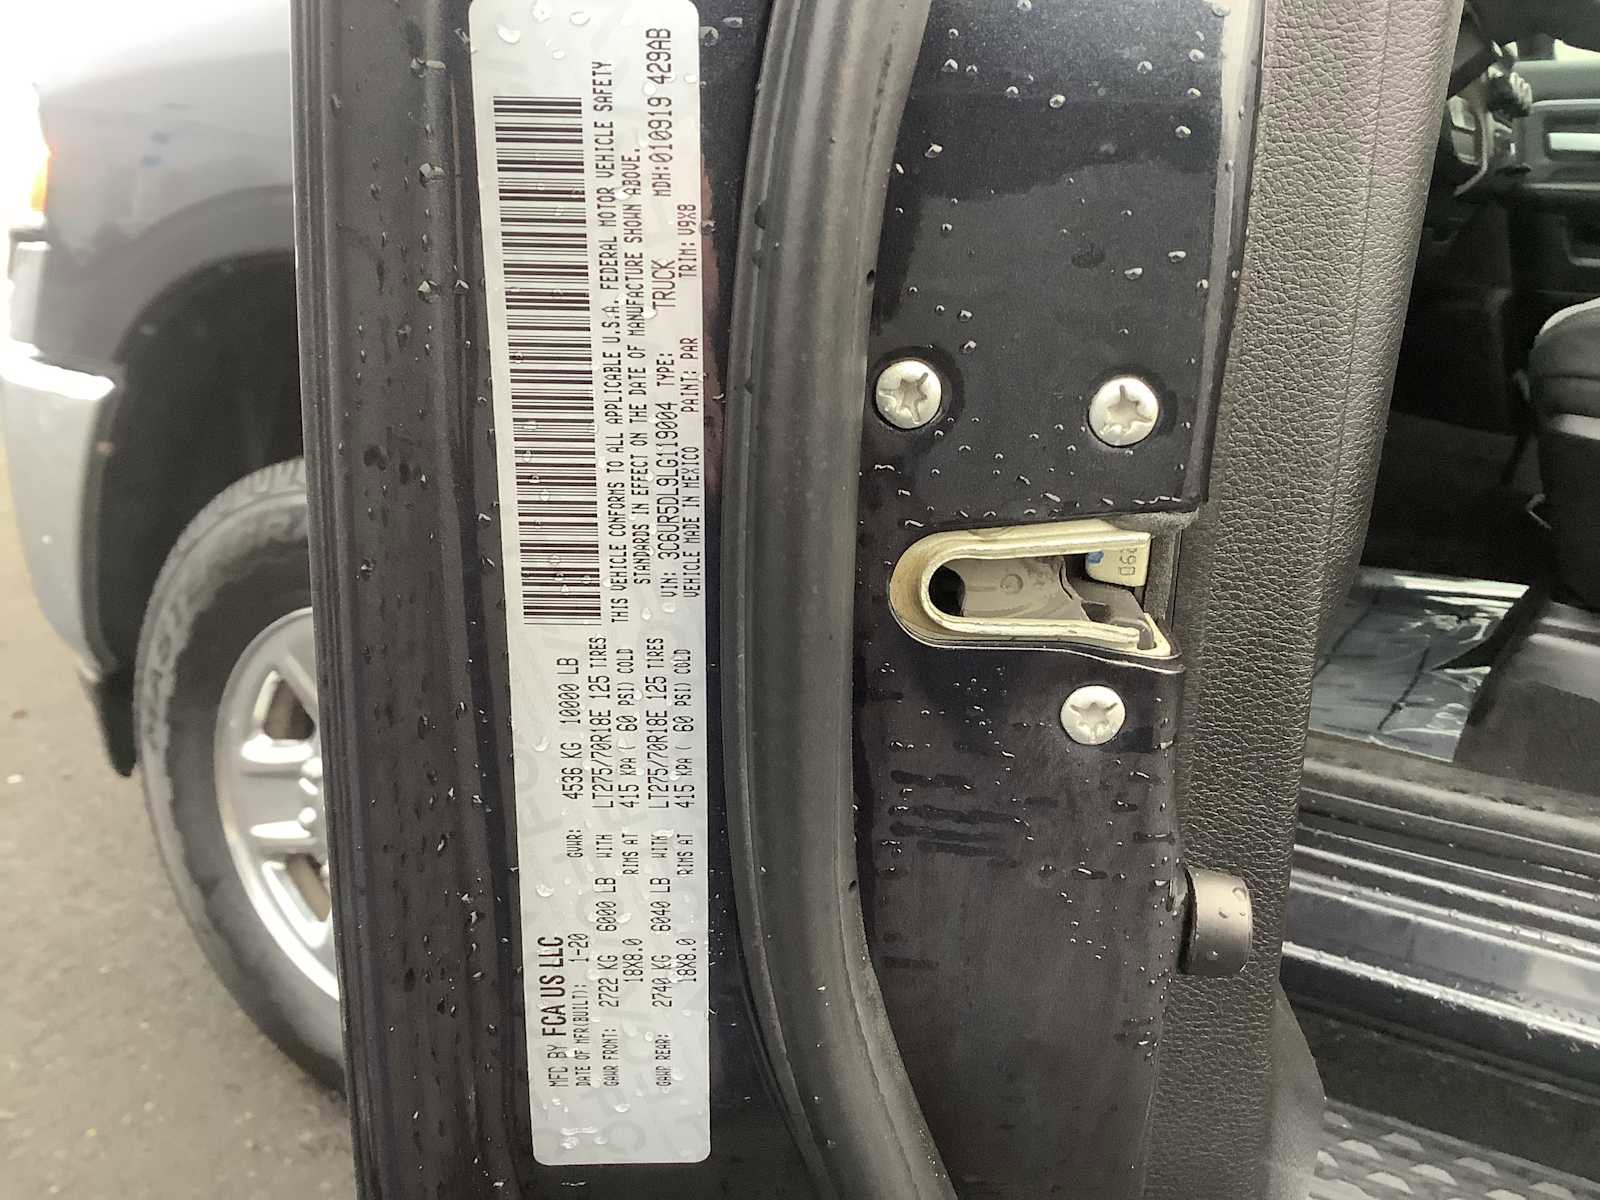 MFD BY FCA US LLC
DATE OF MFR(BUILT): 1-20 GVWR: 4536 KG 10000 LB
GAWR FRONT: 2722 KG 6000 LB WITH LT275/70R18E 125 TIRES
18X8.0 RIMS AT 415 KPA ( 60 PSI) COLD
GAWR REAR: 2740 KG 6040 LB WITH LT275/70R18E 125 TIRES
18X8.0 RIMS AT 415 KPA ( 60 PSI) COLD
THIS VEHICLE CONFORMS TO ALL APPLICABLE U.S.A. FEDERAL MOTOR VEHICLE SAFETY
STANDARDS IN EFFECT ON THE DATE OF MANUFACTURE SHOWN ABOVE.
VIN: 3C6UR5DL9LG119004 TYPE: TRUCK MDH:010919 429AB
VEHICLE MADE IN MEXICO PAINT: PAR TRIM: V9X8